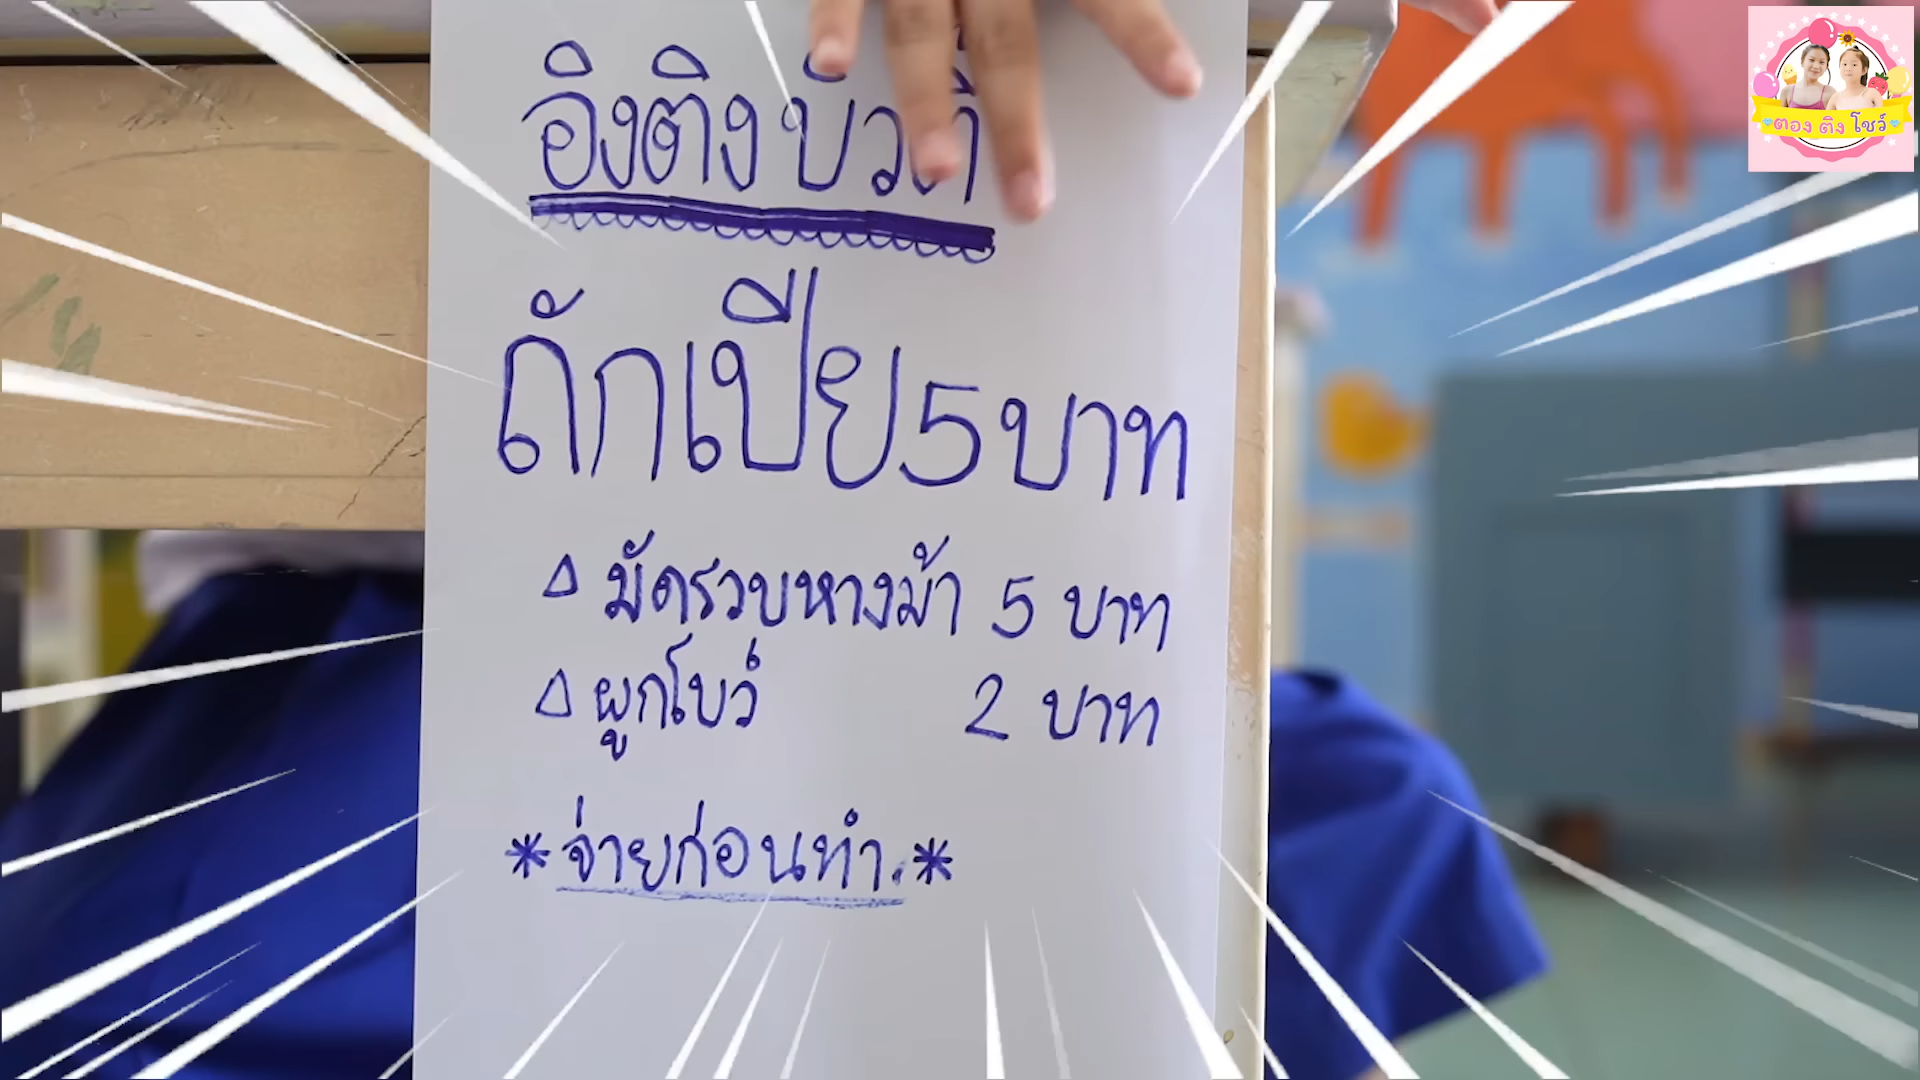 อิงติง บิวตี้
ถักเปีย 5 บาท
△ มัดรวบหางม้า 5 บาท
△ ผูกโบว์ 2 บาท
*จ่ายก่อนทำ.*
ตอง ติง โชว์